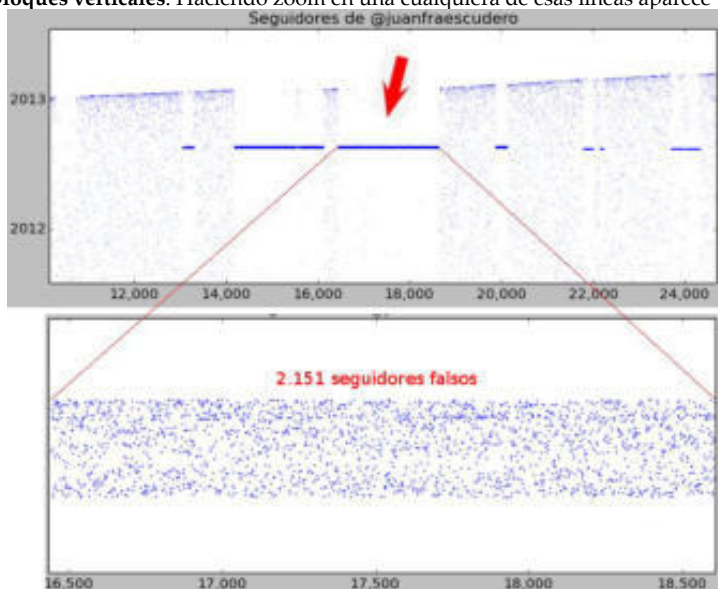 bloques verticales. Haciendo zoom en una cualquiera de esas líneas aparece
Seguidores de @juanfraescudero
2013
2012
12,000 14,000 16,000 18,000 20,000 22,000 24,000
2.151 seguidores falsos
16,500 17,000 17,500 18,000 18,500